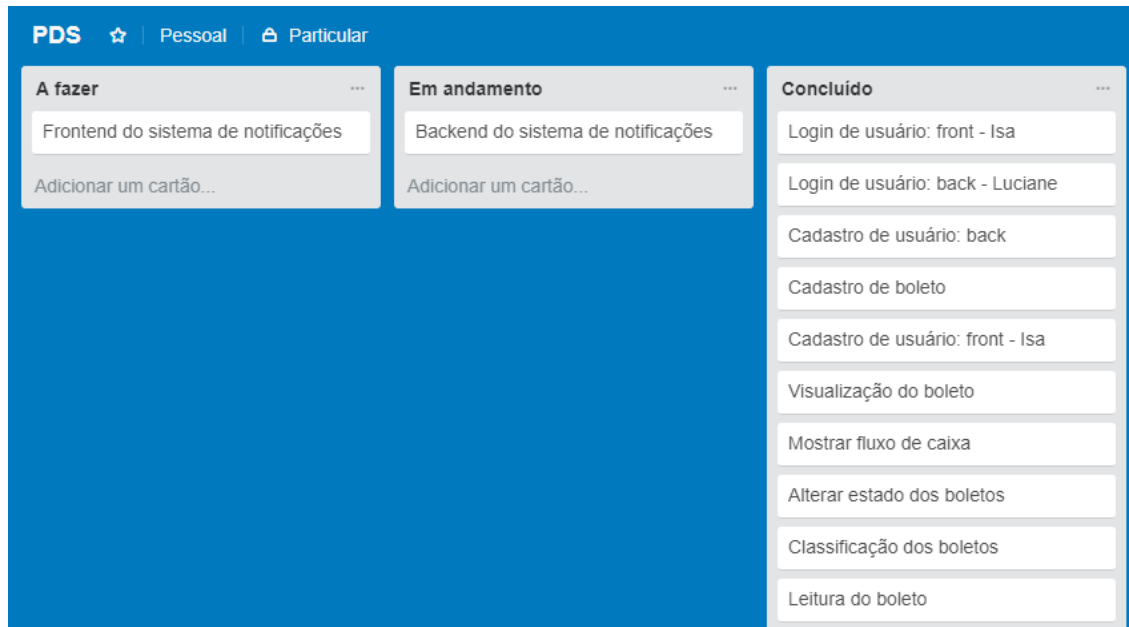 PDS Pessoal Particular
A fazer
Frontend do sistema de notificações
Adicionar um cartão...
Em andamento
Backend do sistema de notificações
Adicionar um cartão...
Concluído
Login de usuário: front - Isa
Login de usuário: back - Luciane
Cadastro de usuário: back
Cadastro de boleto
Cadastro de usuário: front - Isa
Visualização do boleto
Mostrar fluxo de caixa
Alterar estado dos boletos
Classificação dos boletos
Leitura do boleto